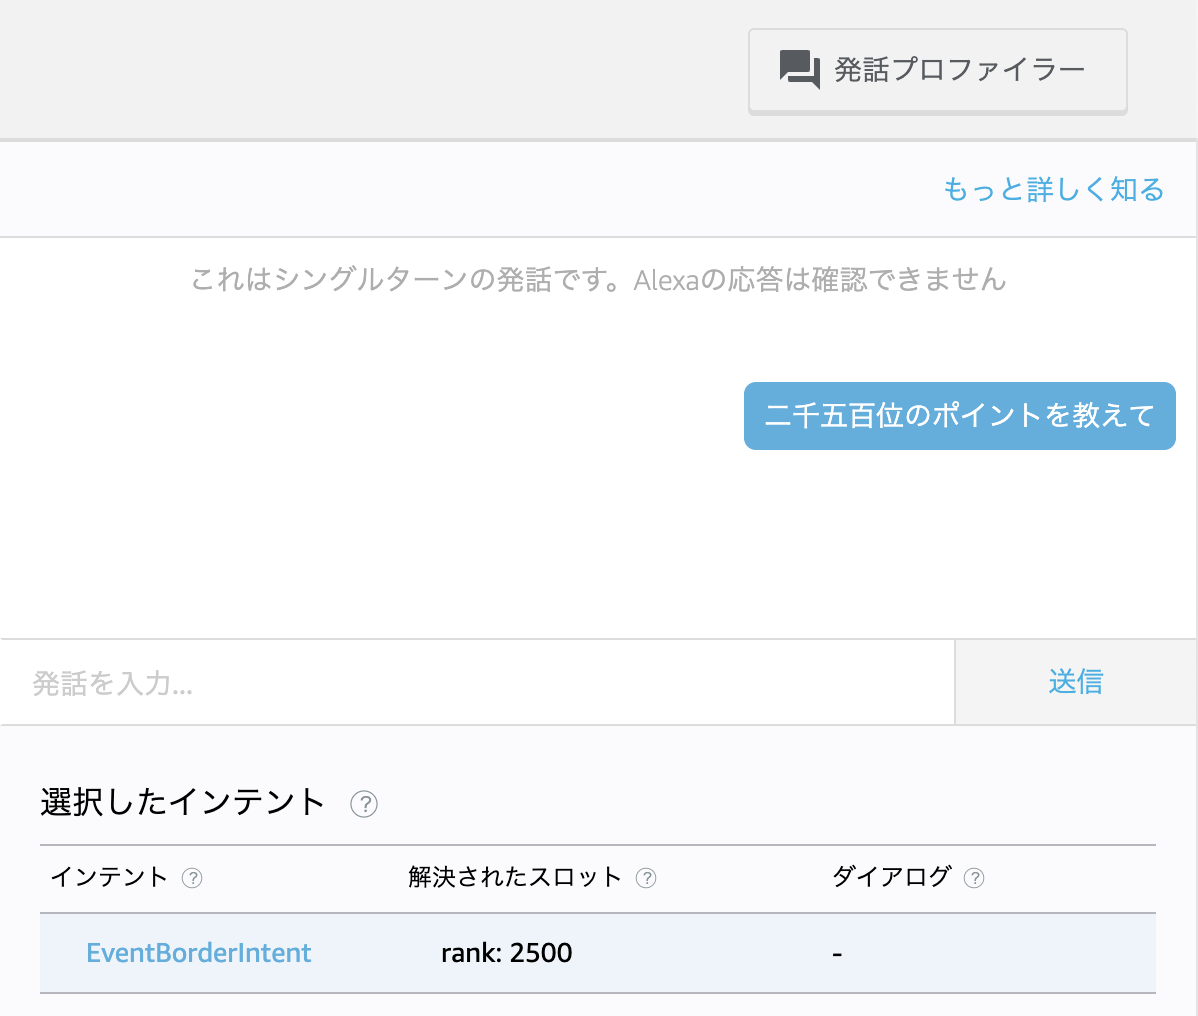 発話プロファイラー
もっと詳しく知る
これはシングルターンの発話です。Alexaの応答は確認できません
二千五百位のポイントを教えて
発話を入力...
送信
選択したインテント ?
インテント ? 解決されたスロット ? ダイアログ ?
EventBorderIntent rank: 2500 -